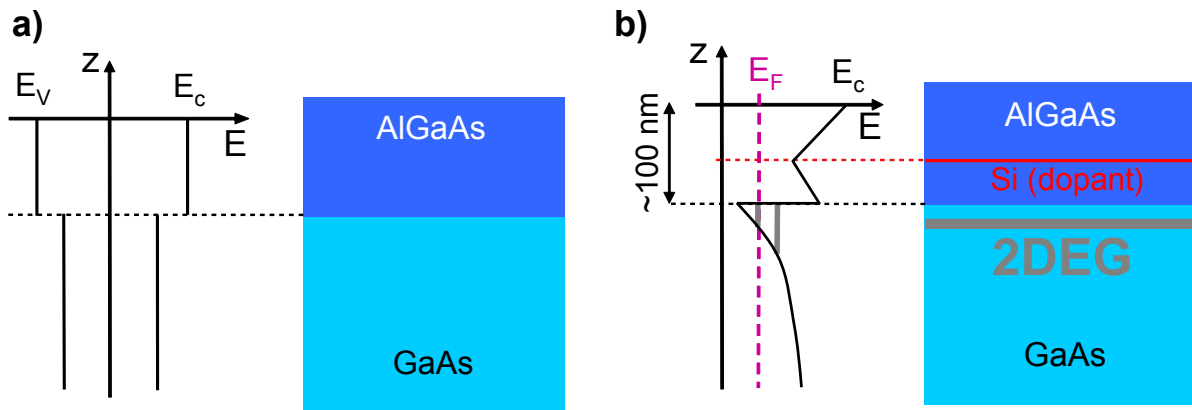 a)
z
E_V
E_c
E
AlGaAs
GaAs
b)
z
E_F
E_c
E
~100 nm
AlGaAs
Si (dopant)
2DEG
GaAs